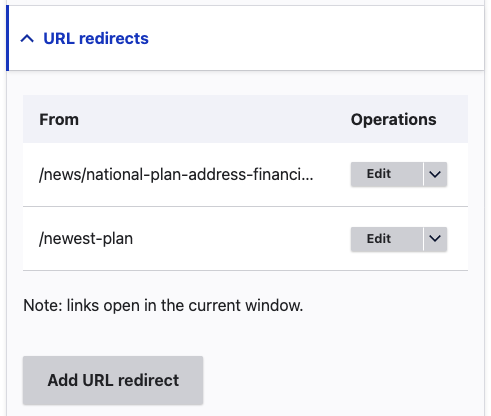 URL redirects
From Operations
/news/national-plan-address-financi... Edit
/newest-plan Edit
Note: links open in the current window.
Add URL redirect